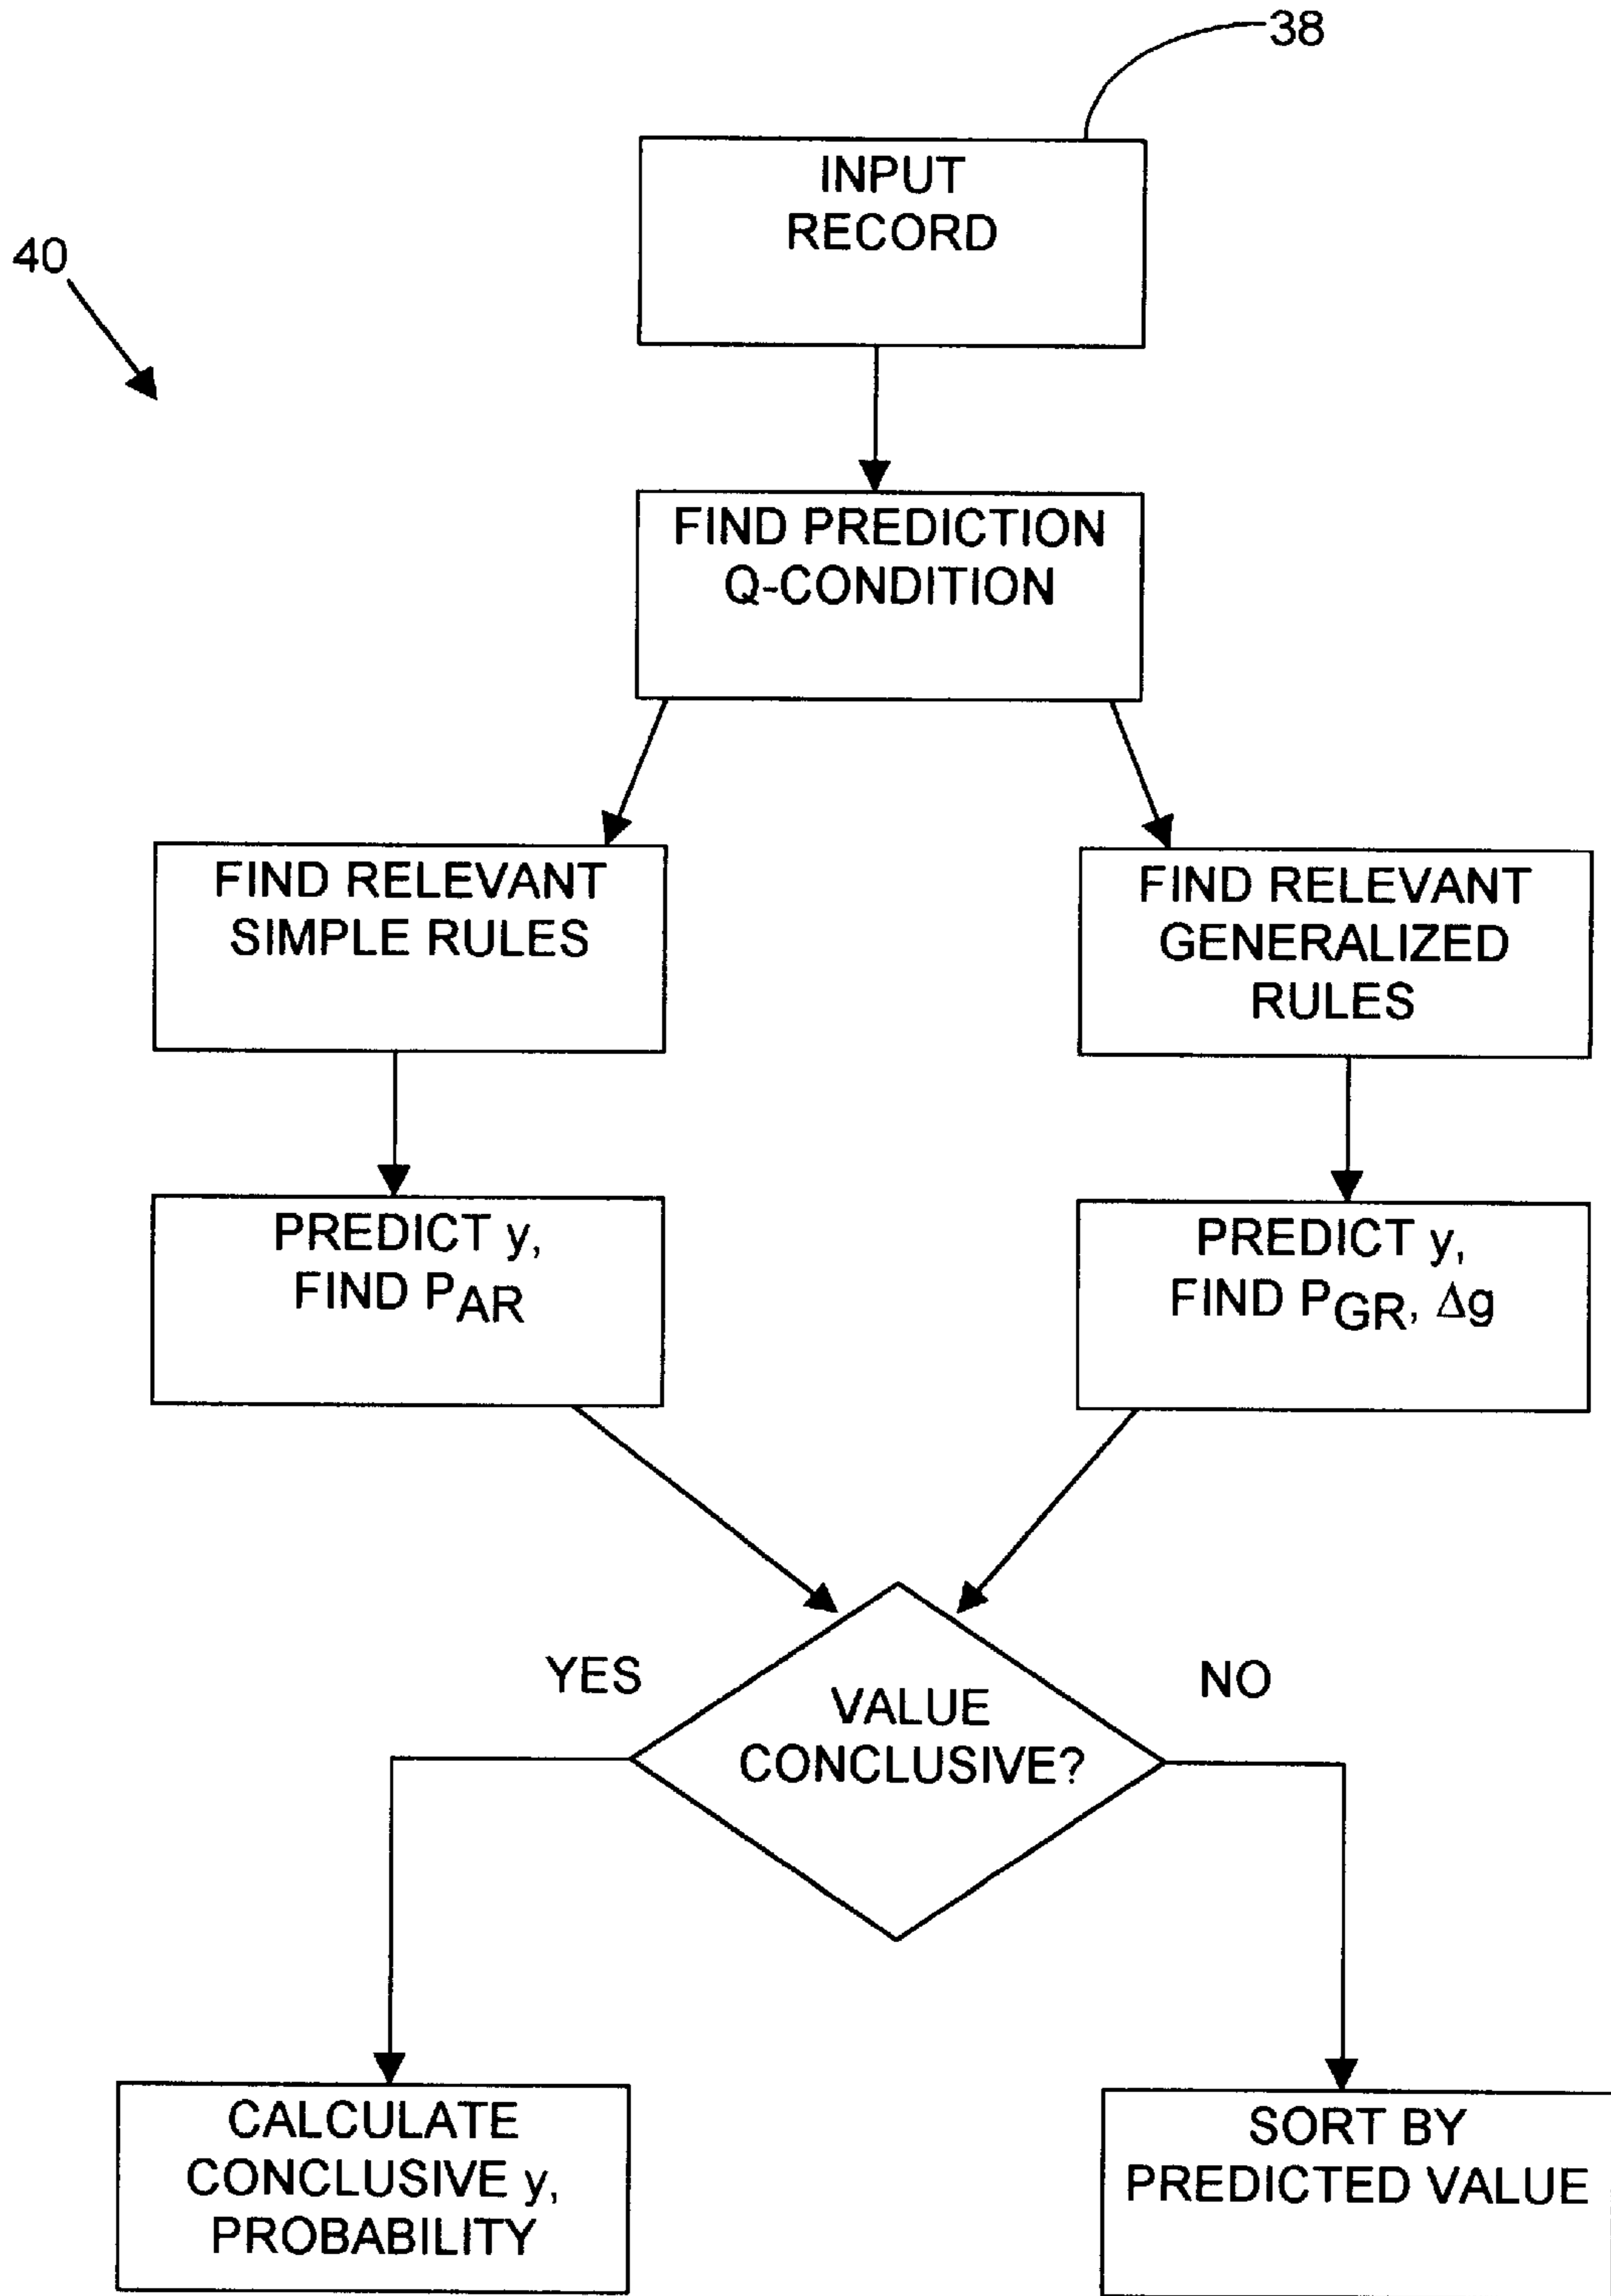 38
INPUT
RECORD
40
FIND PREDICTION
Q-CONDITION
FIND RELEVANT
SIMPLE RULES
FIND RELEVANT
GENERALIZED
RULES
PREDICT y,
FIND PAR
PREDICT y,
FIND PGR, Δg
YES
NO
VALUE
CONCLUSIVE?
CALCULATE
CONCLUSIVE y,
PROBABILITY
SORT BY
PREDICTED VALUE